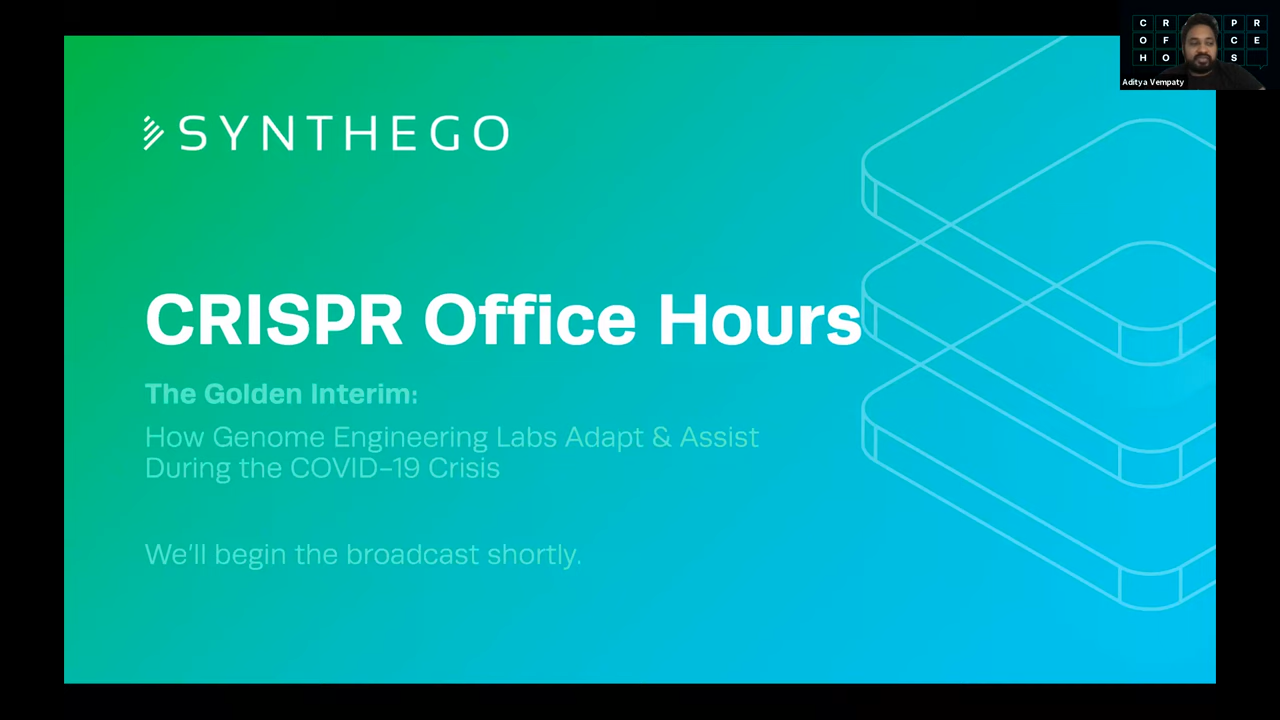 SYNTHEGO
CRISPR Office Hours
The Golden Interim:
How Genome Engineering Labs Adapt & Assist
During the COVID-19 Crisis
We'll begin the broadcast shortly.
C R P R
O F C E
H O S
Aditya Vempaty